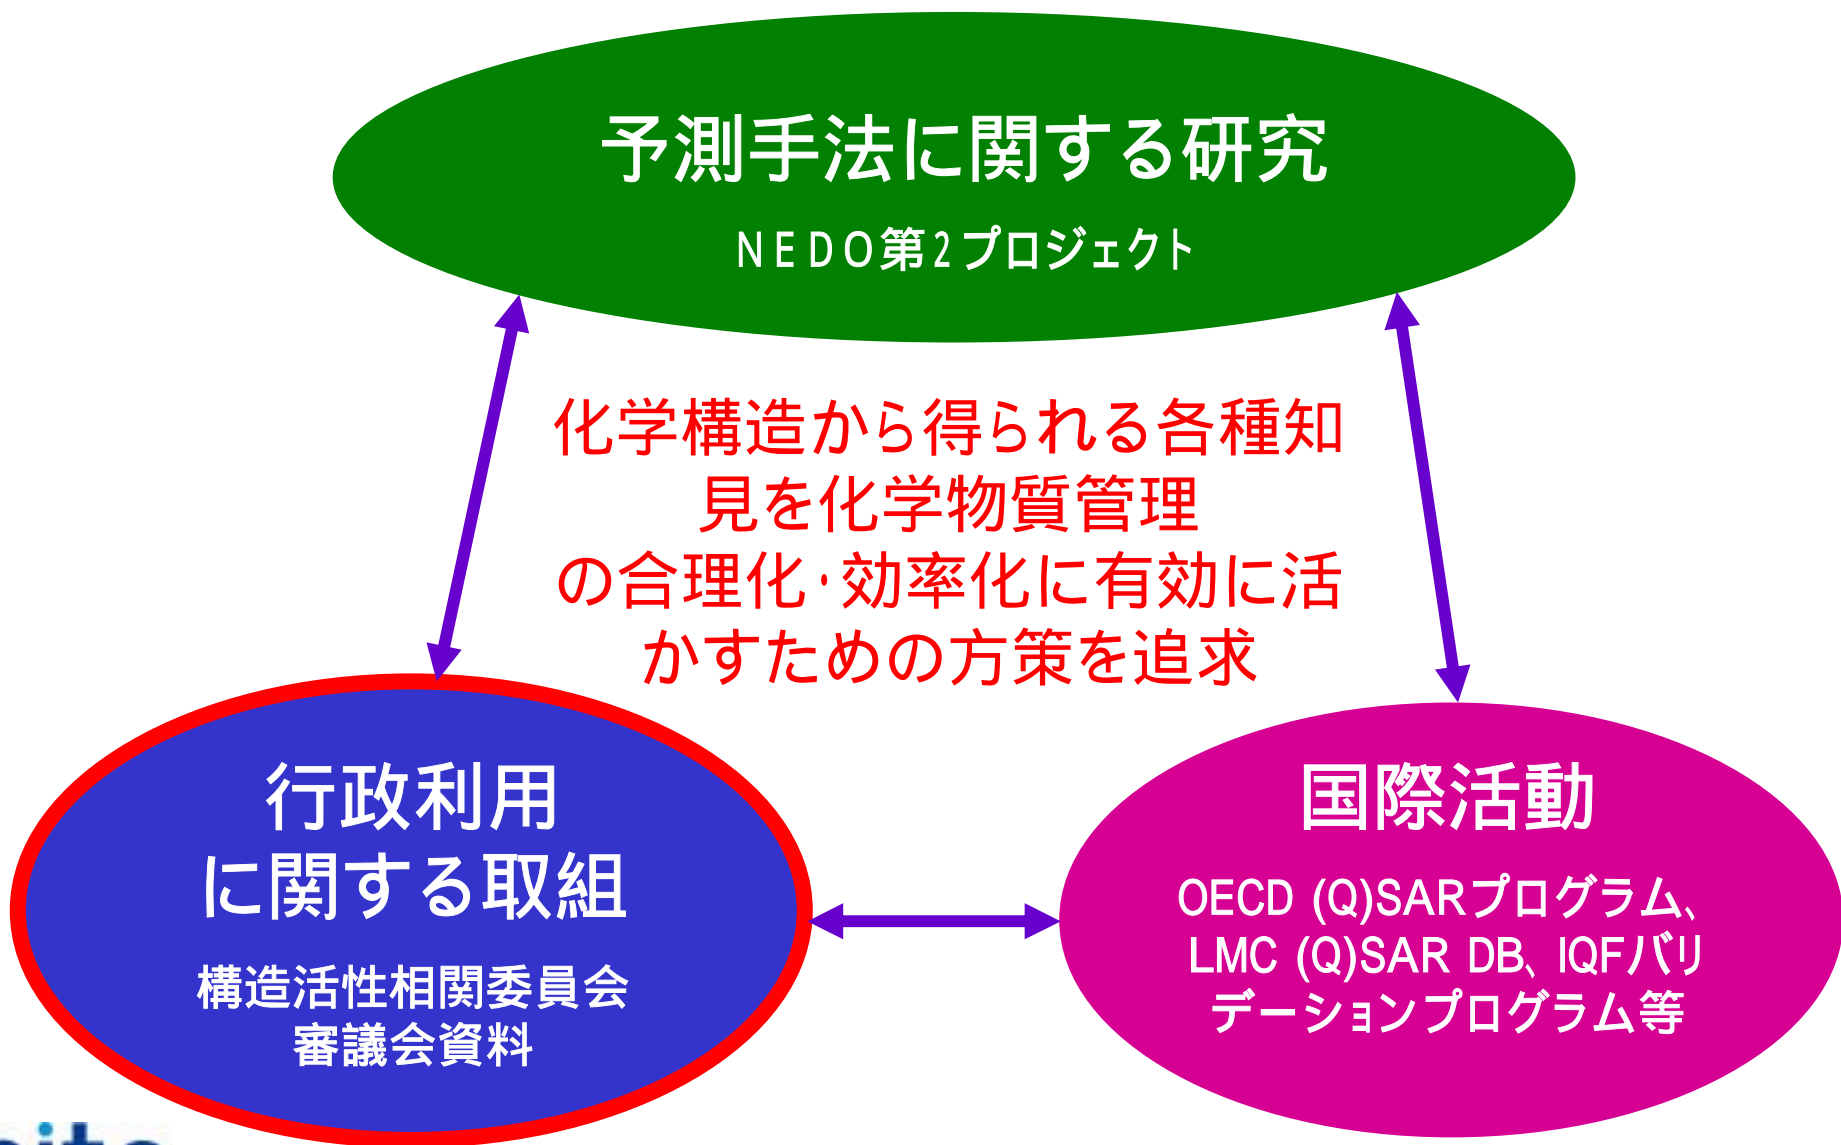 予測手法に関する研究
NEDO第2プロジェクト
化学構造から得られる各種知
見を化学物質管理
の合理化・効率化に有効に活
かすための方策を追求
行政利用
に関する取組
構造活性相関委員会
審議会資料
国際活動
OECD (Q)SARプログラム、
LMC (Q)SAR DB、IQFバリ
デーションプログラム等